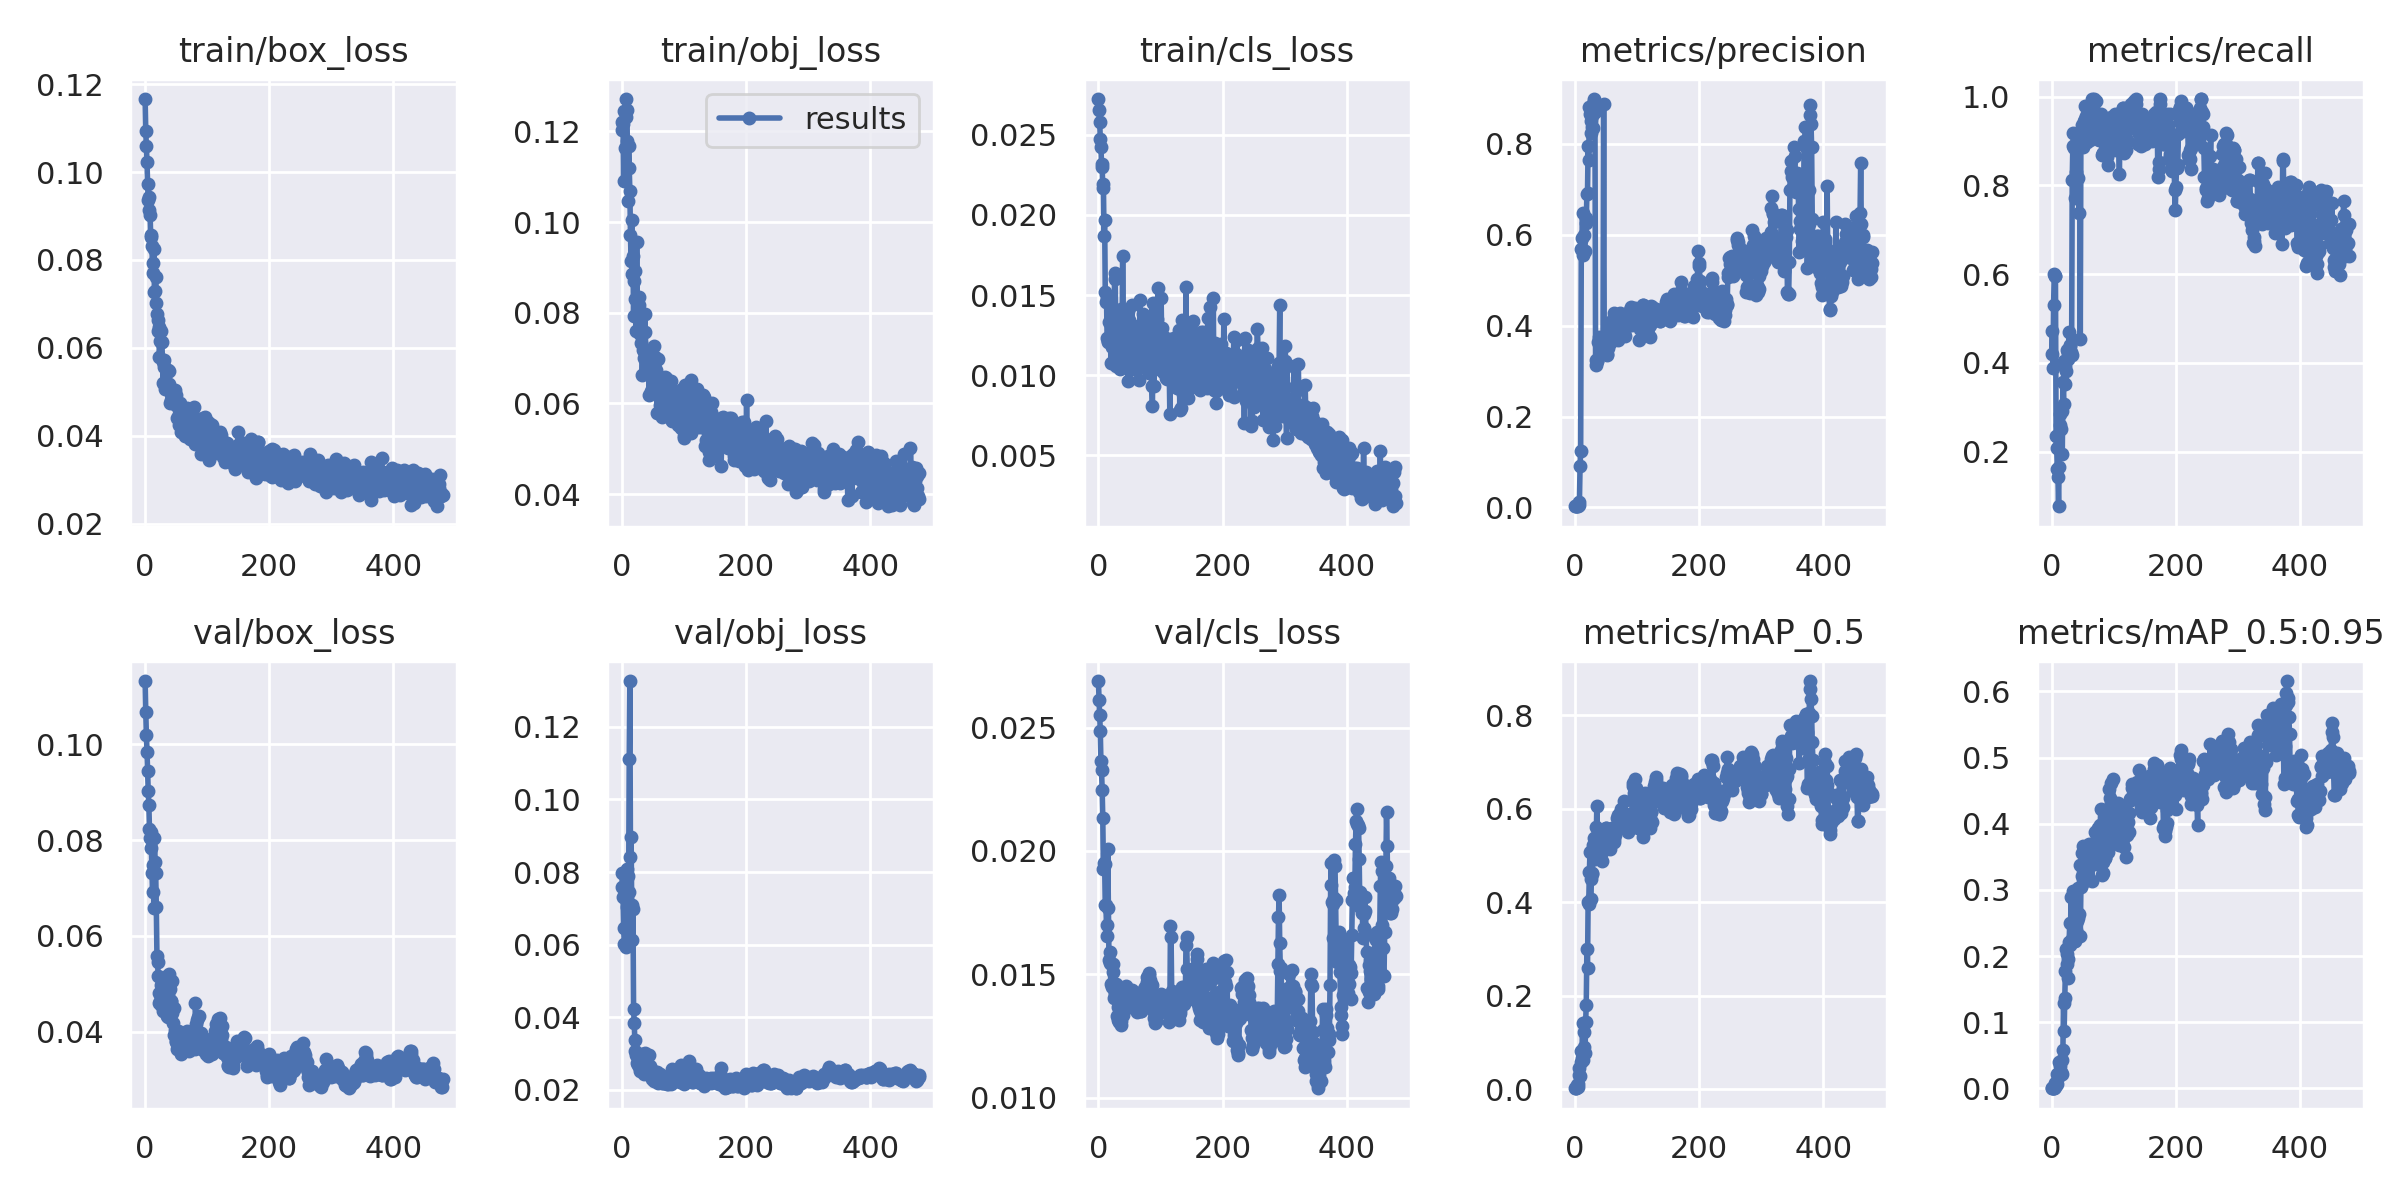 train/box_loss
0.12
0.10
0.08
0.06
0.04
0.02
0 200 400
train/obj_loss
results
0.12
0.10
0.08
0.06
0.04
0 200 400
train/cls_loss
0.025
0.020
0.015
0.010
0.005
0 200 400
metrics/precision
0.8
0.6
0.4
0.2
0.0
0 200 400
metrics/recall
1.0
0.8
0.6
0.4
0.2
0 200 400
val/box_loss
0.10
0.08
0.06
0.04
0 200 400
val/obj_loss
0.12
0.10
0.08
0.06
0.04
0.02
0 200 400
val/cls_loss
0.025
0.020
0.015
0.010
0 200 400
metrics/mAP_0.5
0.8
0.6
0.4
0.2
0.0
0 200 400
metrics/mAP_0.5:0.95
0.6
0.5
0.4
0.3
0.2
0.1
0.0
0 200 400